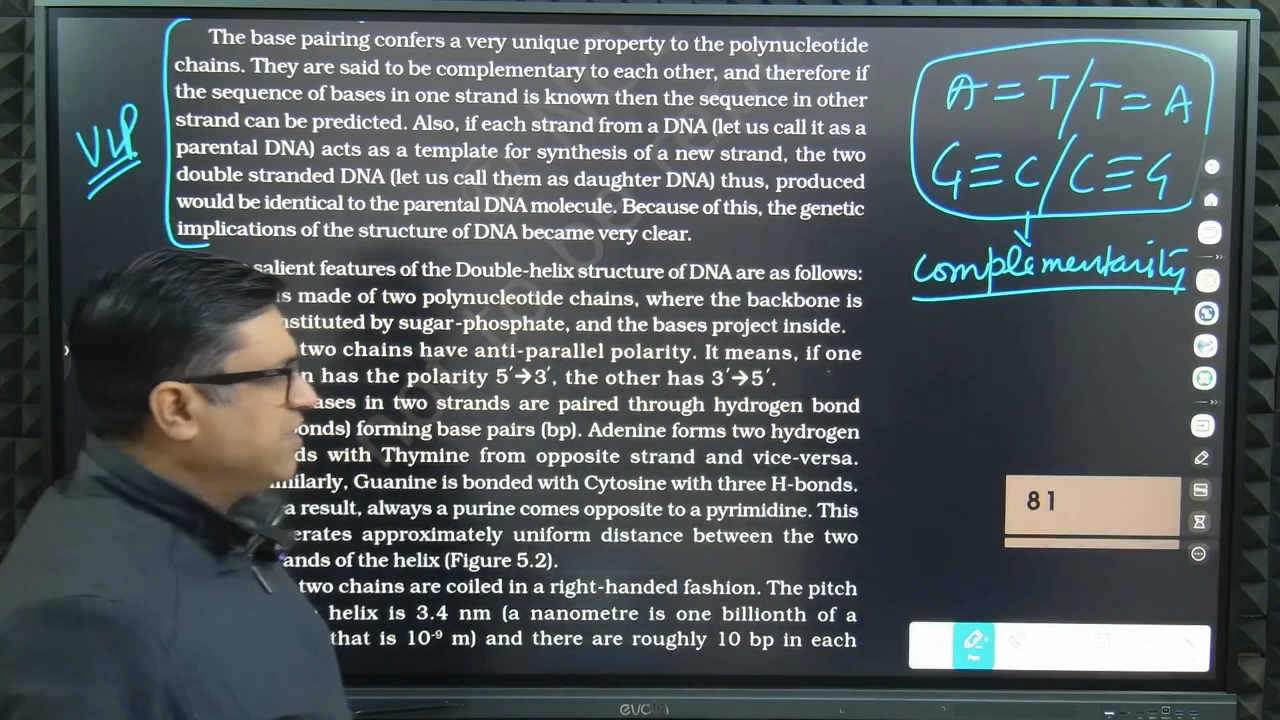 The base pairing confers a very unique property to the polynucleotide
chains. They are said to be complementary to each other, and therefore if
the sequence of bases in one strand is known then the sequence in other
strand can be predicted. Also, if each strand from a DNA (let us call it as a
parental DNA) acts as a template for synthesis of a new strand, the two
double stranded DNA (let us call them as daughter DNA) thus, produced
would be identical to the parental DNA molecule. Because of this, the genetic
implications of the structure of DNA became very clear.
salient features of the Double-helix structure of DNA are as follows:
made of two polynucleotide chains, where the backbone is
by sugar-phosphate, and the bases project inside.
two chains have anti-parallel polarity. It means, if one
has the polarity 5′→3′, the other has 3′→5′.
in two strands are paired through hydrogen bond
forming base pairs (bp). Adenine forms two hydrogen
with Thymine from opposite strand and vice-versa.
Guanine is bonded with Cytosine with three H-bonds.
a result, always a purine comes opposite to a pyrimidine. This
approximately uniform distance between the two
of the helix (Figure 5.2).
two chains are coiled in a right-handed fashion. The pitch
helix is 3.4 nm (a nanometre is one billionth of a
that is 10⁻⁹ m) and there are roughly 10 bp in each
VIP
A = T / T = A
G ≡ C / C ≡ G
complementarity
81
Pen